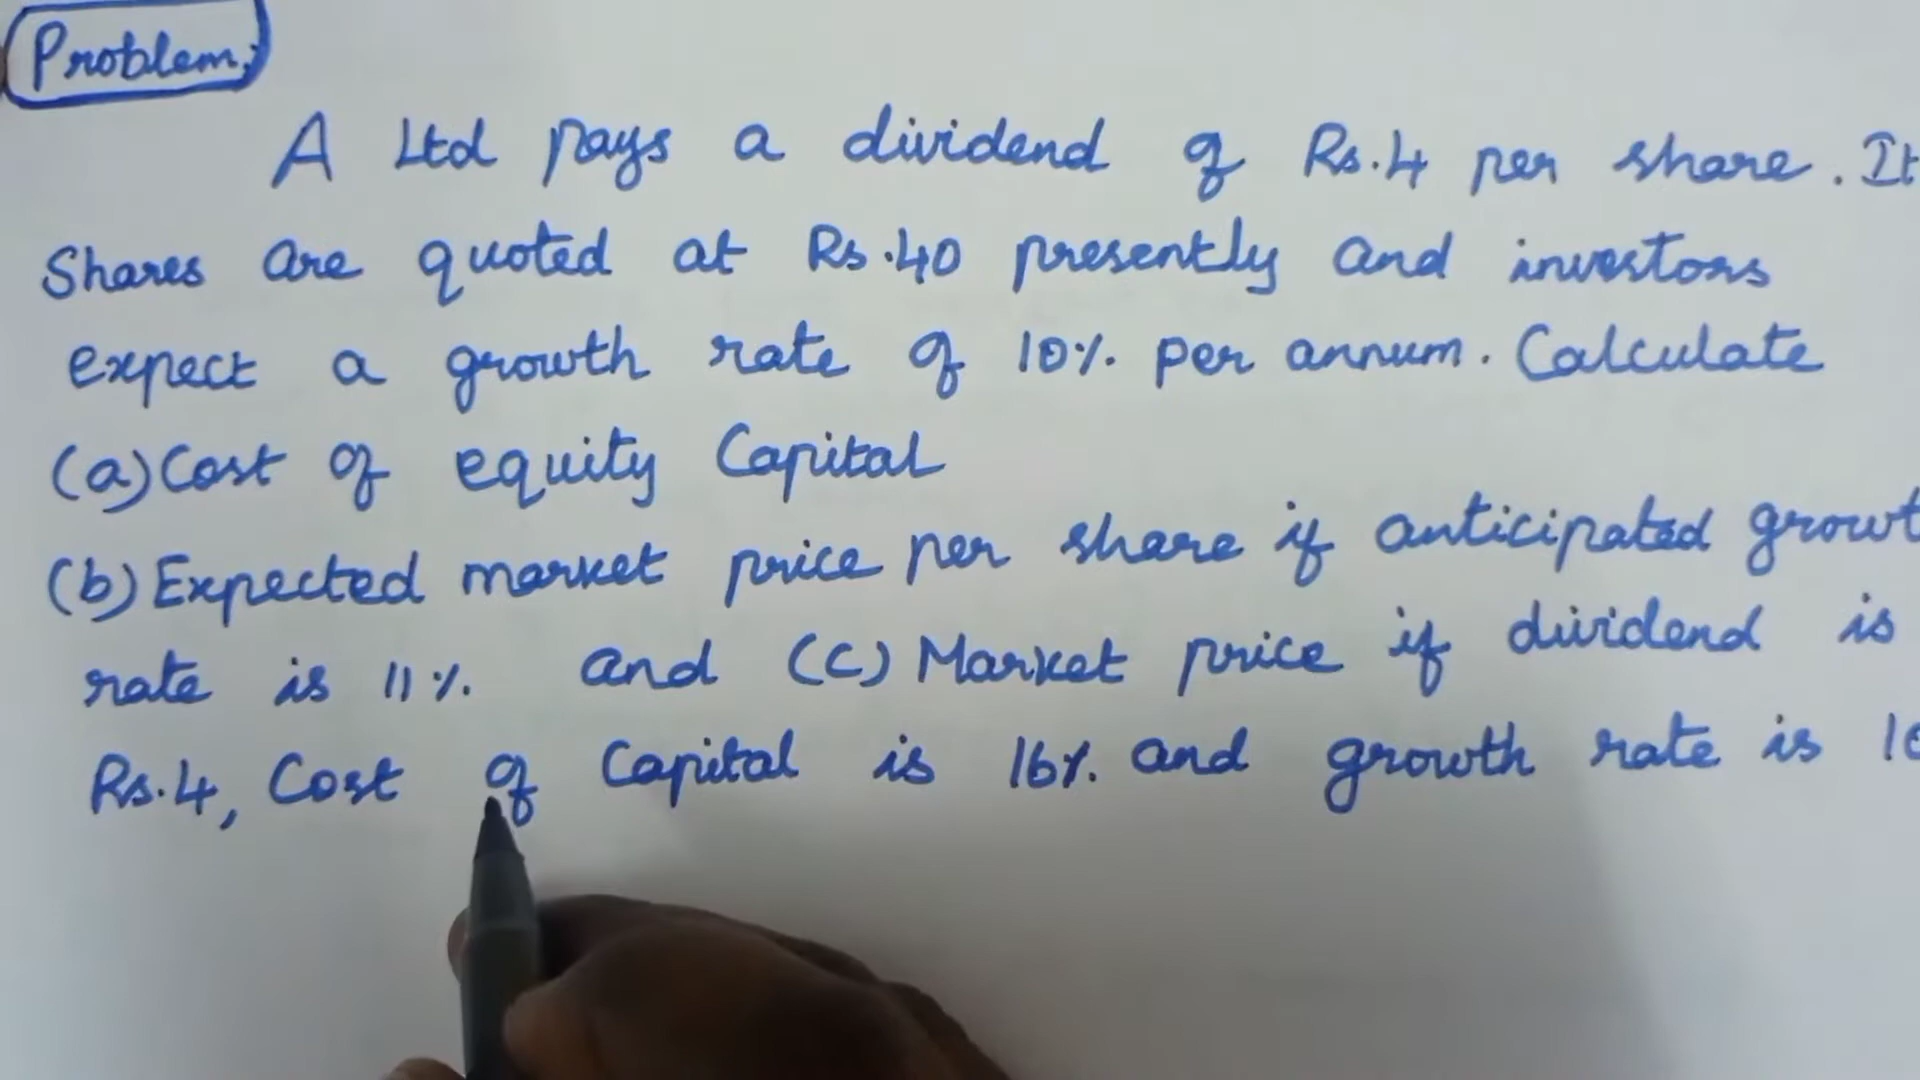 Problem:
A Ltd pays a dividend of Rs.4 per share. It
Shares are quoted at Rs.40 presently and investors
expect a growth rate of 10% per annum. Calculate
(a) Cost of equity Capital
(b) Expected market price per share if anticipated growt
rate is 11% and (c) Market price if dividend is
Rs.4, Cost of Capital is 16% and growth rate is